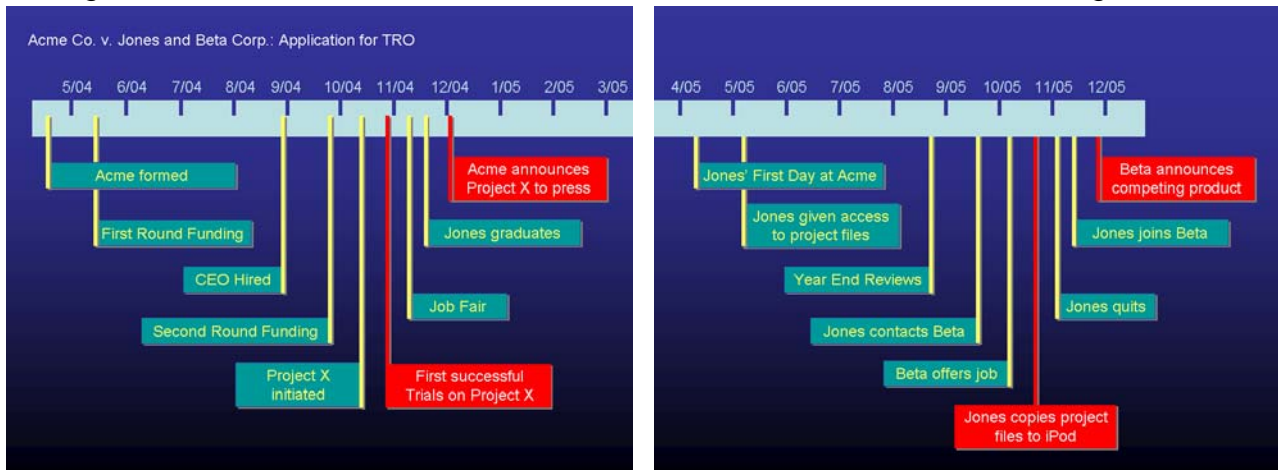 Acme Co. v. Jones and Beta Corp.: Application for TRO
5/04 6/04 7/04 8/04 9/04 10/04 11/04 12/04 1/05 2/05 3/05
Acme formed
Acme announces
Project X to press
First Round Funding
Jones graduates
CEO Hired
Job Fair
Second Round Funding
Project X
initiated
First successful
Trials on Project X
4/05 5/05 6/05 7/05 8/05 9/05 10/05 11/05 12/05
Jones' First Day at Acme
Beta announces
competing product
Jones given access
to project files
Jones joins Beta
Year End Reviews
Jones quits
Jones contacts Beta
Beta offers job
Jones copies project
files to iPod